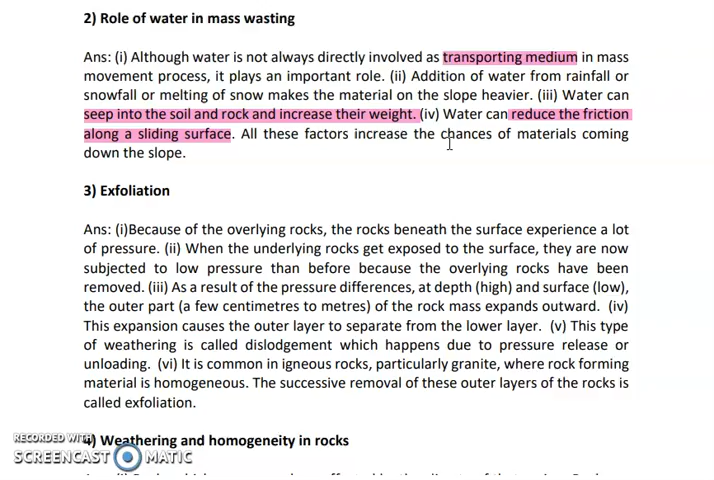 2) Role of water in mass wasting
Ans: (i) Although water is not always directly involved as transporting medium in mass
movement process, it plays an important role. (ii) Addition of water from rainfall or
snowfall or melting of snow makes the material on the slope heavier. (iii) Water can
seep into the soil and rock and increase their weight. (iv) Water can reduce the friction
along a sliding surface. All these factors increase the chances of materials coming
down the slope.
3) Exfoliation
Ans: (i)Because of the overlying rocks, the rocks beneath the surface experience a lot
of pressure. (ii) When the underlying rocks get exposed to the surface, they are now
subjected to low pressure than before because the overlying rocks have been
removed. (iii) As a result of the pressure differences, at depth (high) and surface (low),
the outer part (a few centimetres to metres) of the rock mass expands outward. (iv)
This expansion causes the outer layer to separate from the lower layer. (v) This type
of weathering is called dislodgement which happens due to pressure release or
unloading. (vi) It is common in igneous rocks, particularly granite, where rock forming
material is homogeneous. The successive removal of these outer layers of the rocks is
called exfoliation.
4) Weathering and homogeneity in rocks
RECORDED WITH
SCREENCAST MATIC